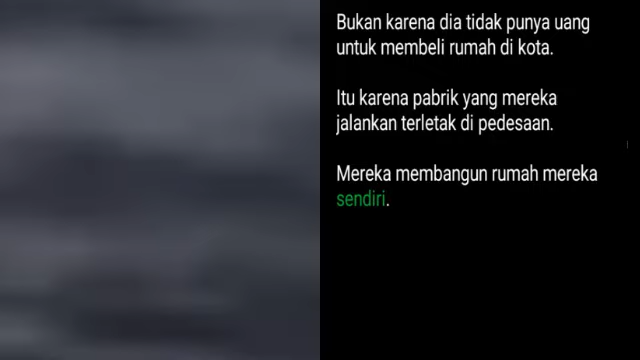 Bukan karena dia tidak punya uang
untuk membeli rumah di kota.
Itu karena pabrik yang mereka
jalankan terletak di pedesaan.
Mereka membangun rumah mereka
sendiri.